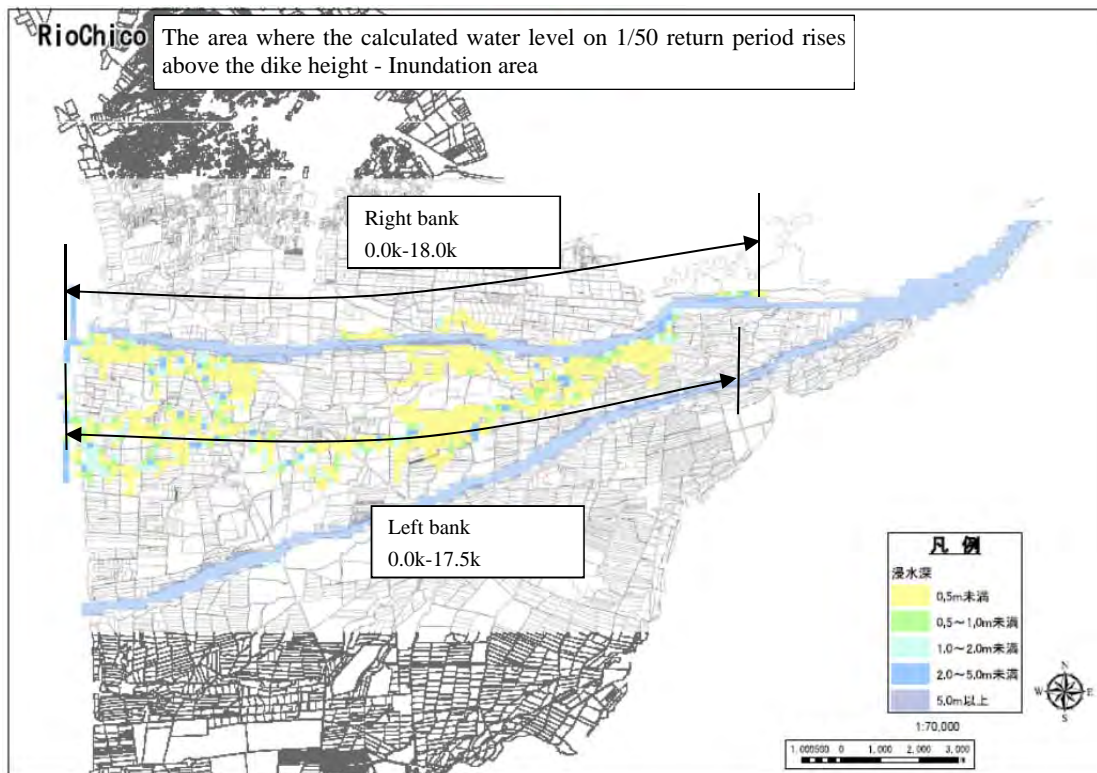 RioChico
The area where the calculated water level on 1/50 return period rises
above the dike height - Inundation area
Right bank
0.0k-18.0k
Left bank
0.0k-17.5k
凡 例
浸水深
0.5m未満
0.5～1.0m未満
1.0～2.0m未満
2.0～5.0m未満
5.0m以上
N
W E
S
1:70,000
1,000500 0 1,000 2,000 3,000